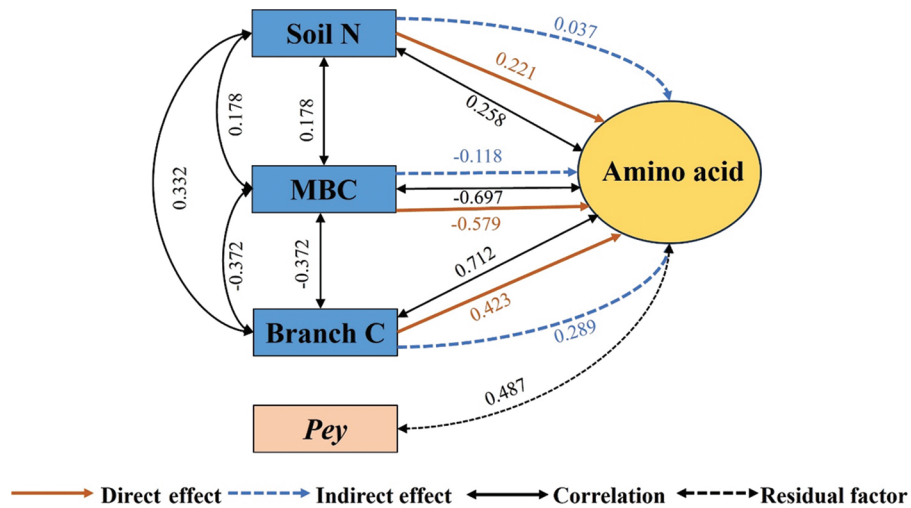 Soil N
0.037
0.221
0.258
0.178
0.178
0.332
Amino acid
-0.118
MBC
-0.697
-0.579
-0.372
-0.372
0.712
0.423
Branch C
0.289
0.487
Pey
Direct effect
Indirect effect
Correlation
Residual factor